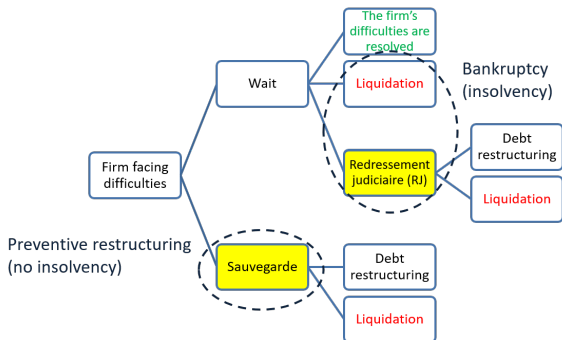 The firm's
difficulties are
resolved
Wait
Liquidation
Bankruptcy
(insolvency)
Firm facing
difficulties
Redressement
judiciaire (RJ)
Debt
restructuring
Liquidation
Preventive restructuring
(no insolvency)
Sauvegarde
Debt
restructuring
Liquidation